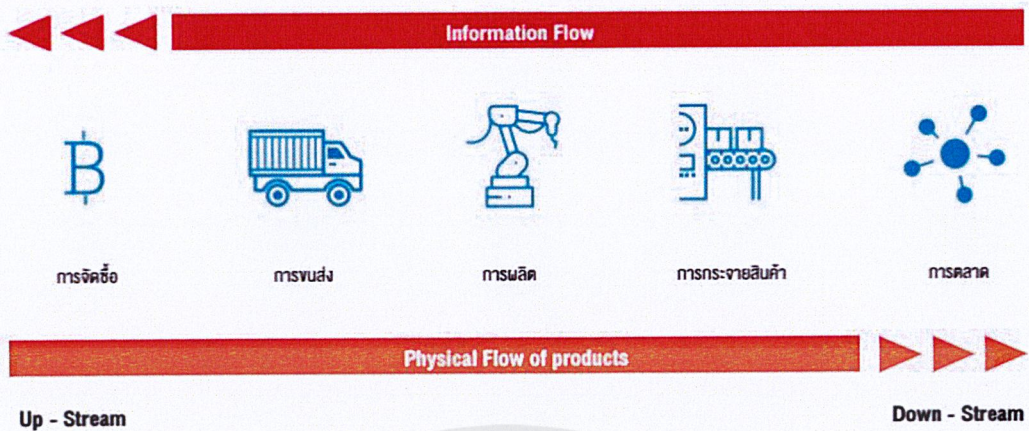 Information Flow
การจัดซื้อ
การขนส่ง
การผลิต
การกระจายสินค้า
การตลาด
Physical Flow of products
Up - Stream
Down - Stream